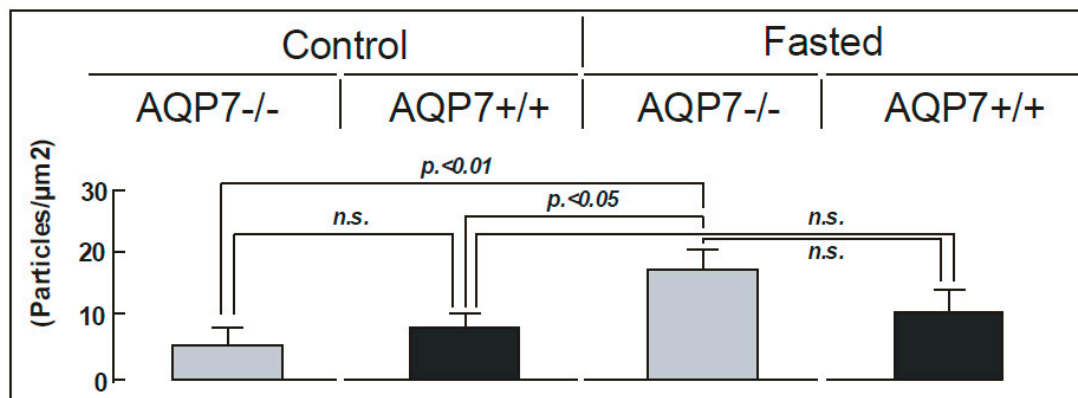 Control Fasted
AQP7-/- AQP7+/+ AQP7-/- AQP7+/+
(Particles/µm2)
p.<0.01
30
p.<0.05
n.s. n.s.
20
n.s.
10
0